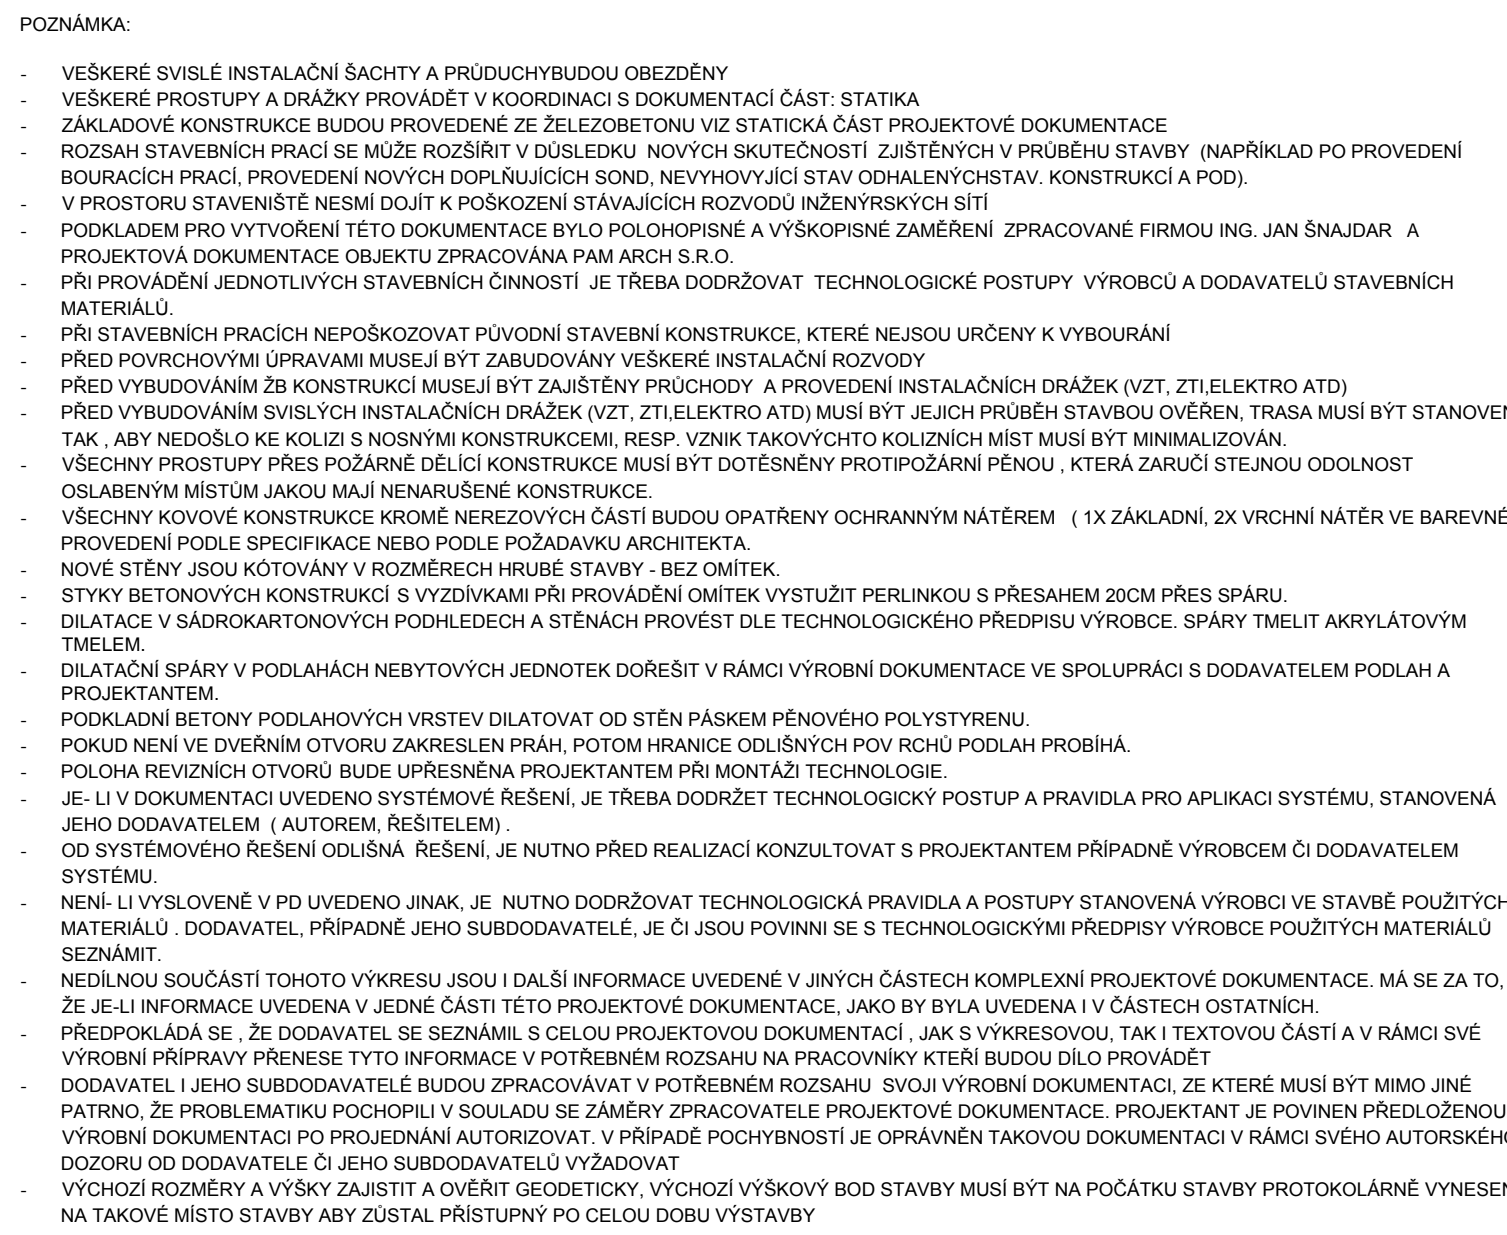 POZNÁMKA:
- VEŠKERÉ SVISLÉ INSTALAČNÍ ŠACHTY A PRŮDUCHYBUDOU OBEZDĚNY
- VEŠKERÉ PROSTUPY A DRÁŽKY PROVÁDĚT V KOORDINACI S DOKUMENTACÍ ČÁST: STATIKA
- ZÁKLADOVÉ KONSTRUKCE BUDOU PROVEDENÉ ZE ŽELEZOBETONU VIZ STATICKÁ ČÁST PROJEKTOVÉ DOKUMENTACE
- ROZSAH STAVEBNÍCH PRACÍ SE MŮŽE ROZŠÍŘIT V DŮSLEDKU NOVÝCH SKUTEČNOSTÍ ZJIŠTĚNÝCH V PRŮBĚHU STAVBY (NAPŘÍKLAD PO PROVEDENÍ
BOURACÍCH PRACÍ, PROVEDENÍ NOVÝCH DOPLŇUJÍCÍCH SOND, NEVYHOVYJÍCÍ STAV ODHALENÝCHSTAV. KONSTRUKCÍ A POD).
- V PROSTORU STAVENIŠTĚ NESMÍ DOJÍT K POŠKOZENÍ STÁVAJÍCÍCH ROZVODŮ INŽENÝRSKÝCH SÍTÍ
- PODKLADEM PRO VYTVOŘENÍ TÉTO DOKUMENTACE BYLO POLOHOPISNÉ A VÝŠKOPISNÉ ZAMĚŘENÍ ZPRACOVANÉ FIRMOU ING. JAN ŠNAJDAR A
PROJEKTOVÁ DOKUMENTACE OBJEKTU ZPRACOVÁNA PAM ARCH S.R.O.
- PŘI PROVÁDĚNÍ JEDNOTLIVÝCH STAVEBNÍCH ČINNOSTÍ JE TŘEBA DODRŽOVAT TECHNOLOGICKÉ POSTUPY VÝROBCŮ A DODAVATELŮ STAVEBNÍCH
MATERIÁLŮ.
- PŘI STAVEBNÍCH PRACÍCH NEPOŠKOZOVAT PŮVODNÍ STAVEBNÍ KONSTRUKCE, KTERÉ NEJSOU URČENY K VYBOURÁNÍ
- PŘED POVRCHOVÝMI ÚPRAVAMI MUSEJÍ BÝT ZABUDOVÁNY VEŠKERÉ INSTALAČNÍ ROZVODY
- PŘED VYBUDOVÁNÍM ŽB KONSTRUKCÍ MUSEJÍ BÝT ZAJIŠTĚNY PRŮCHODY A PROVEDENÍ INSTALAČNÍCH DRÁŽEK (VZT, ZTI,ELEKTRO ATD)
- PŘED VYBUDOVÁNÍM SVISLÝCH INSTALAČNÍCH DRÁŽEK (VZT, ZTI,ELEKTRO ATD) MUSÍ BÝT JEJICH PRŮBĚH STAVBOU OVĚŘEN, TRASA MUSÍ BÝT STANOVEN
TAK , ABY NEDOŠLO KE KOLIZI S NOSNÝMI KONSTRUKCEMI, RESP. VZNIK TAKOVÝCHTO KOLIZNÍCH MÍST MUSÍ BÝT MINIMALIZOVÁN.
- VŠECHNY PROSTUPY PŘES POŽÁRNĚ DĚLÍCÍ KONSTRUKCE MUSÍ BÝT DOTĚSNĚNY PROTIPOŽÁRNÍ PĚNOU , KTERÁ ZARUČÍ STEJNOU ODOLNOST
OSLABENÝM MÍSTŮM JAKOU MAJÍ NENARUŠENÉ KONSTRUKCE.
- VŠECHNY KOVOVÉ KONSTRUKCE KROMĚ NEREZOVÝCH ČÁSTÍ BUDOU OPATŘENY OCHRANNÝM NÁTĚREM ( 1X ZÁKLADNÍ, 2X VRCHNÍ NÁTĚR VE BAREVNÉ
PROVEDENÍ PODLE SPECIFIKACE NEBO PODLE POŽADAVKU ARCHITEKTA.
- NOVÉ STĚNY JSOU KÓTOVÁNY V ROZMĚRECH HRUBÉ STAVBY - BEZ OMÍTEK.
- STYKY BETONOVÝCH KONSTRUKCÍ S VYZDÍVKAMI PŘI PROVÁDĚNÍ OMÍTEK VYSTUŽIT PERLINKOU S PŘESAHEM 20CM PŘES SPÁRU.
- DILATACE V SÁDROKARTONOVÝCH PODHLEDECH A STĚNÁCH PROVÉST DLE TECHNOLOGICKÉHO PŘEDPISU VÝROBCE. SPÁRY TMELIT AKRYLÁTOVÝM
TMELEM.
- DILATAČNÍ SPÁRY V PODLAHÁCH NEBYTOVÝCH JEDNOTEK DOŘEŠIT V RÁMCI VÝROBNÍ DOKUMENTACE VE SPOLUPRÁCI S DODAVATELEM PODLAH A
PROJEKTANTEM.
- PODKLADNÍ BETONY PODLAHOVÝCH VRSTEV DILATOVAT OD STĚN PÁSKEM PĚNOVÉHO POLYSTYRENU.
- POKUD NENÍ VE DVEŘNÍM OTVORU ZAKRESLEN PRÁH, POTOM HRANICE ODLIŠNÝCH POV RCHŮ PODLAH PROBÍHÁ.
- POLOHA REVIZNÍCH OTVORŮ BUDE UPŘESNĚNA PROJEKTANTEM PŘI MONTÁŽI TECHNOLOGIE.
- JE- LI V DOKUMENTACI UVEDENO SYSTÉMOVÉ ŘEŠENÍ, JE TŘEBA DODRŽET TECHNOLOGICKÝ POSTUP A PRAVIDLA PRO APLIKACI SYSTÉMU, STANOVENÁ
JEHO DODAVATELEM ( AUTOREM, ŘEŠITELEM) .
- OD SYSTÉMOVÉHO ŘEŠENÍ ODLIŠNÁ ŘEŠENÍ, JE NUTNO PŘED REALIZACÍ KONZULTOVAT S PROJEKTANTEM PŘÍPADNĚ VÝROBCEM ČI DODAVATELEM
SYSTÉMU.
- NENÍ- LI VYSLOVENĚ V PD UVEDENO JINAK, JE NUTNO DODRŽOVAT TECHNOLOGICKÁ PRAVIDLA A POSTUPY STANOVENÁ VÝROBCI VE STAVBĚ POUŽITÝCH
MATERIÁLŮ . DODAVATEL, PŘÍPADNĚ JEHO SUBDODAVATELÉ, JE ČI JSOU POVINNI SE S TECHNOLOGICKÝMI PŘEDPISY VÝROBCE POUŽITÝCH MATERIÁLŮ
SEZNÁMIT.
- NEDÍLNOU SOUČÁSTÍ TOHOTO VÝKRESU JSOU I DALŠÍ INFORMACE UVEDENÉ V JINÝCH ČÁSTECH KOMPLEXNÍ PROJEKTOVÉ DOKUMENTACE. MÁ SE ZA TO,
ŽE JE-LI INFORMACE UVEDENA V JEDNÉ ČÁSTI TÉTO PROJEKTOVÉ DOKUMENTACE, JAKO BY BYLA UVEDENA I V ČÁSTECH OSTATNÍCH.
- PŘEDPOKLÁDÁ SE , ŽE DODAVATEL SE SEZNÁMIL S CELOU PROJEKTOVOU DOKUMENTACÍ , JAK S VÝKRESOVOU, TAK I TEXTOVOU ČÁSTÍ A V RÁMCI SVÉ
VÝROBNÍ PŘÍPRAVY PŘENESE TYTO INFORMACE V POTŘEBNÉM ROZSAHU NA PRACOVNÍKY KTEŘÍ BUDOU DÍLO PROVÁDĚT
- DODAVATEL I JEHO SUBDODAVATELÉ BUDOU ZPRACOVÁVAT V POTŘEBNÉM ROZSAHU SVOJI VÝROBNÍ DOKUMENTACI, ZE KTERÉ MUSÍ BÝT MIMO JINÉ
PATRNO, ŽE PROBLEMATIKU POCHOPILI V SOULADU SE ZÁMĚRY ZPRACOVATELE PROJEKTOVÉ DOKUMENTACE. PROJEKTANT JE POVINEN PŘEDLOŽENOU
VÝROBNÍ DOKUMENTACI PO PROJEDNÁNÍ AUTORIZOVAT. V PŘÍPADĚ POCHYBNOSTÍ JE OPRÁVNĚN TAKOVOU DOKUMENTACI V RÁMCI SVÉHO AUTORSKÉHO
DOZORU OD DODAVATELE ČI JEHO SUBDODAVATELŮ VYŽADOVAT
- VÝCHOZÍ ROZMĚRY A VÝŠKY ZAJISTIT A OVĚŘIT GEODETICKY, VÝCHOZÍ VÝŠKOVÝ BOD STAVBY MUSÍ BÝT NA POČÁTKU STAVBY PROTOKOLÁRNĚ VYNESEN
NA TAKOVÉ MÍSTO STAVBY ABY ZŮSTAL PŘÍSTUPNÝ PO CELOU DOBU VÝSTAVBY